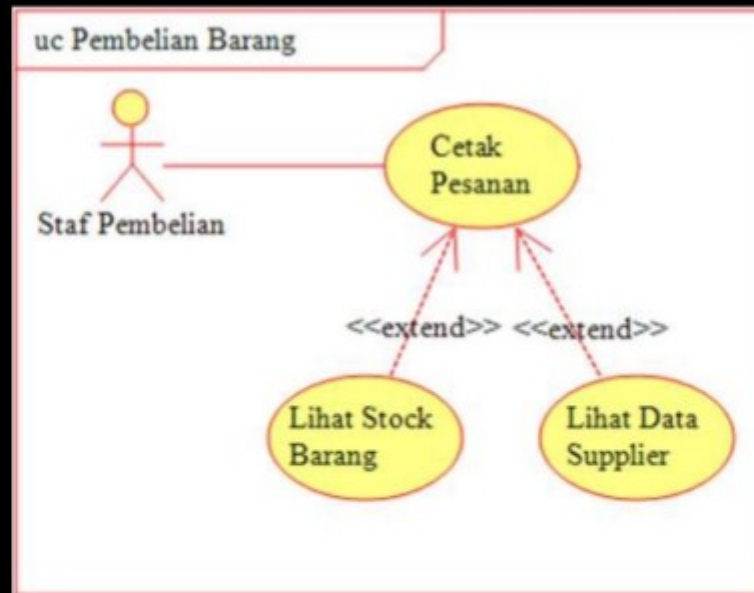 uc Pembelian Barang
Cetak
Pesanan
Staf Pembelian
<<extend>> <<extend>>
Lihat Stock
Barang
Lihat Data
Supplier